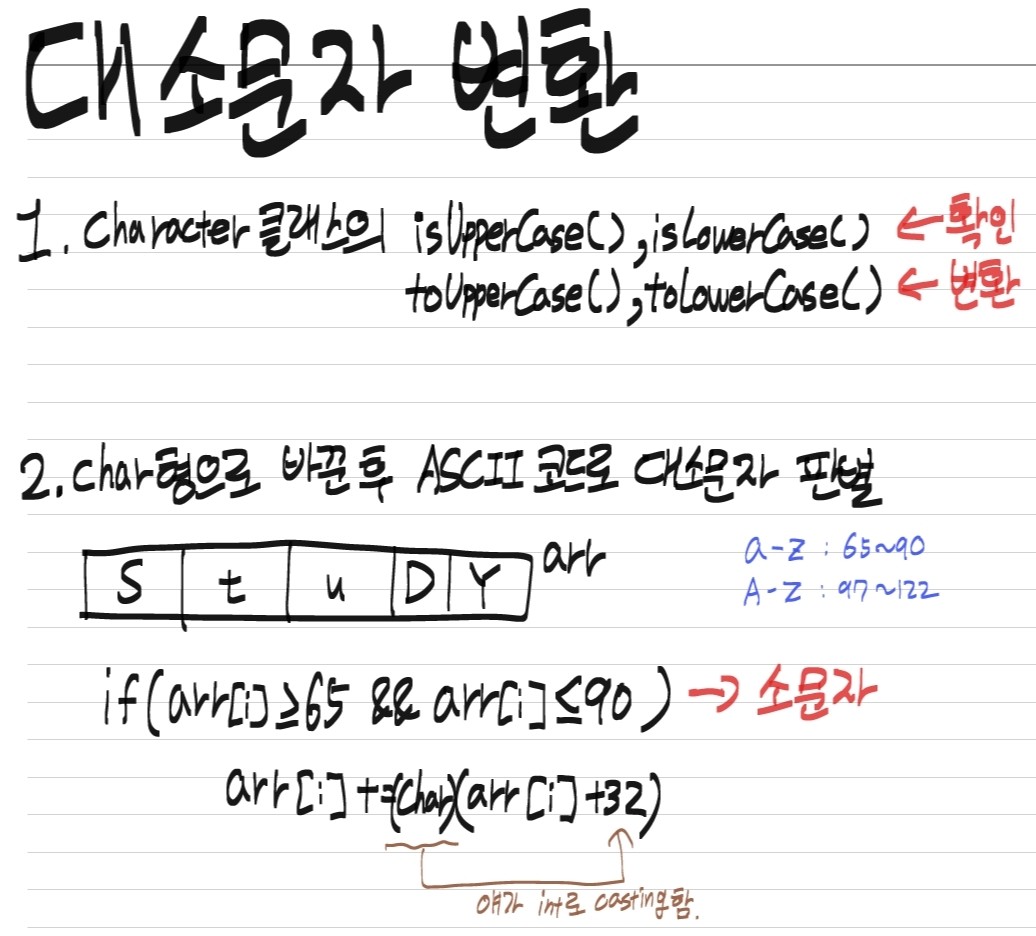 대소문자 변환
1. Character 클래스의 isUpperCase(), isLowerCase() ← 확인
toUpperCase(), toLowerCase() ← 변환
2. char형으로 바꾼 후 ASCII 코드로 대소문자 판별
S t u D Y arr
a-z : 65~90
A-Z : 97~122
if(arr[i]≥65 && arr[i]≤90) → 소문자
arr[i] +=(char)(arr[i]+32)
얘가 int로 casting함.